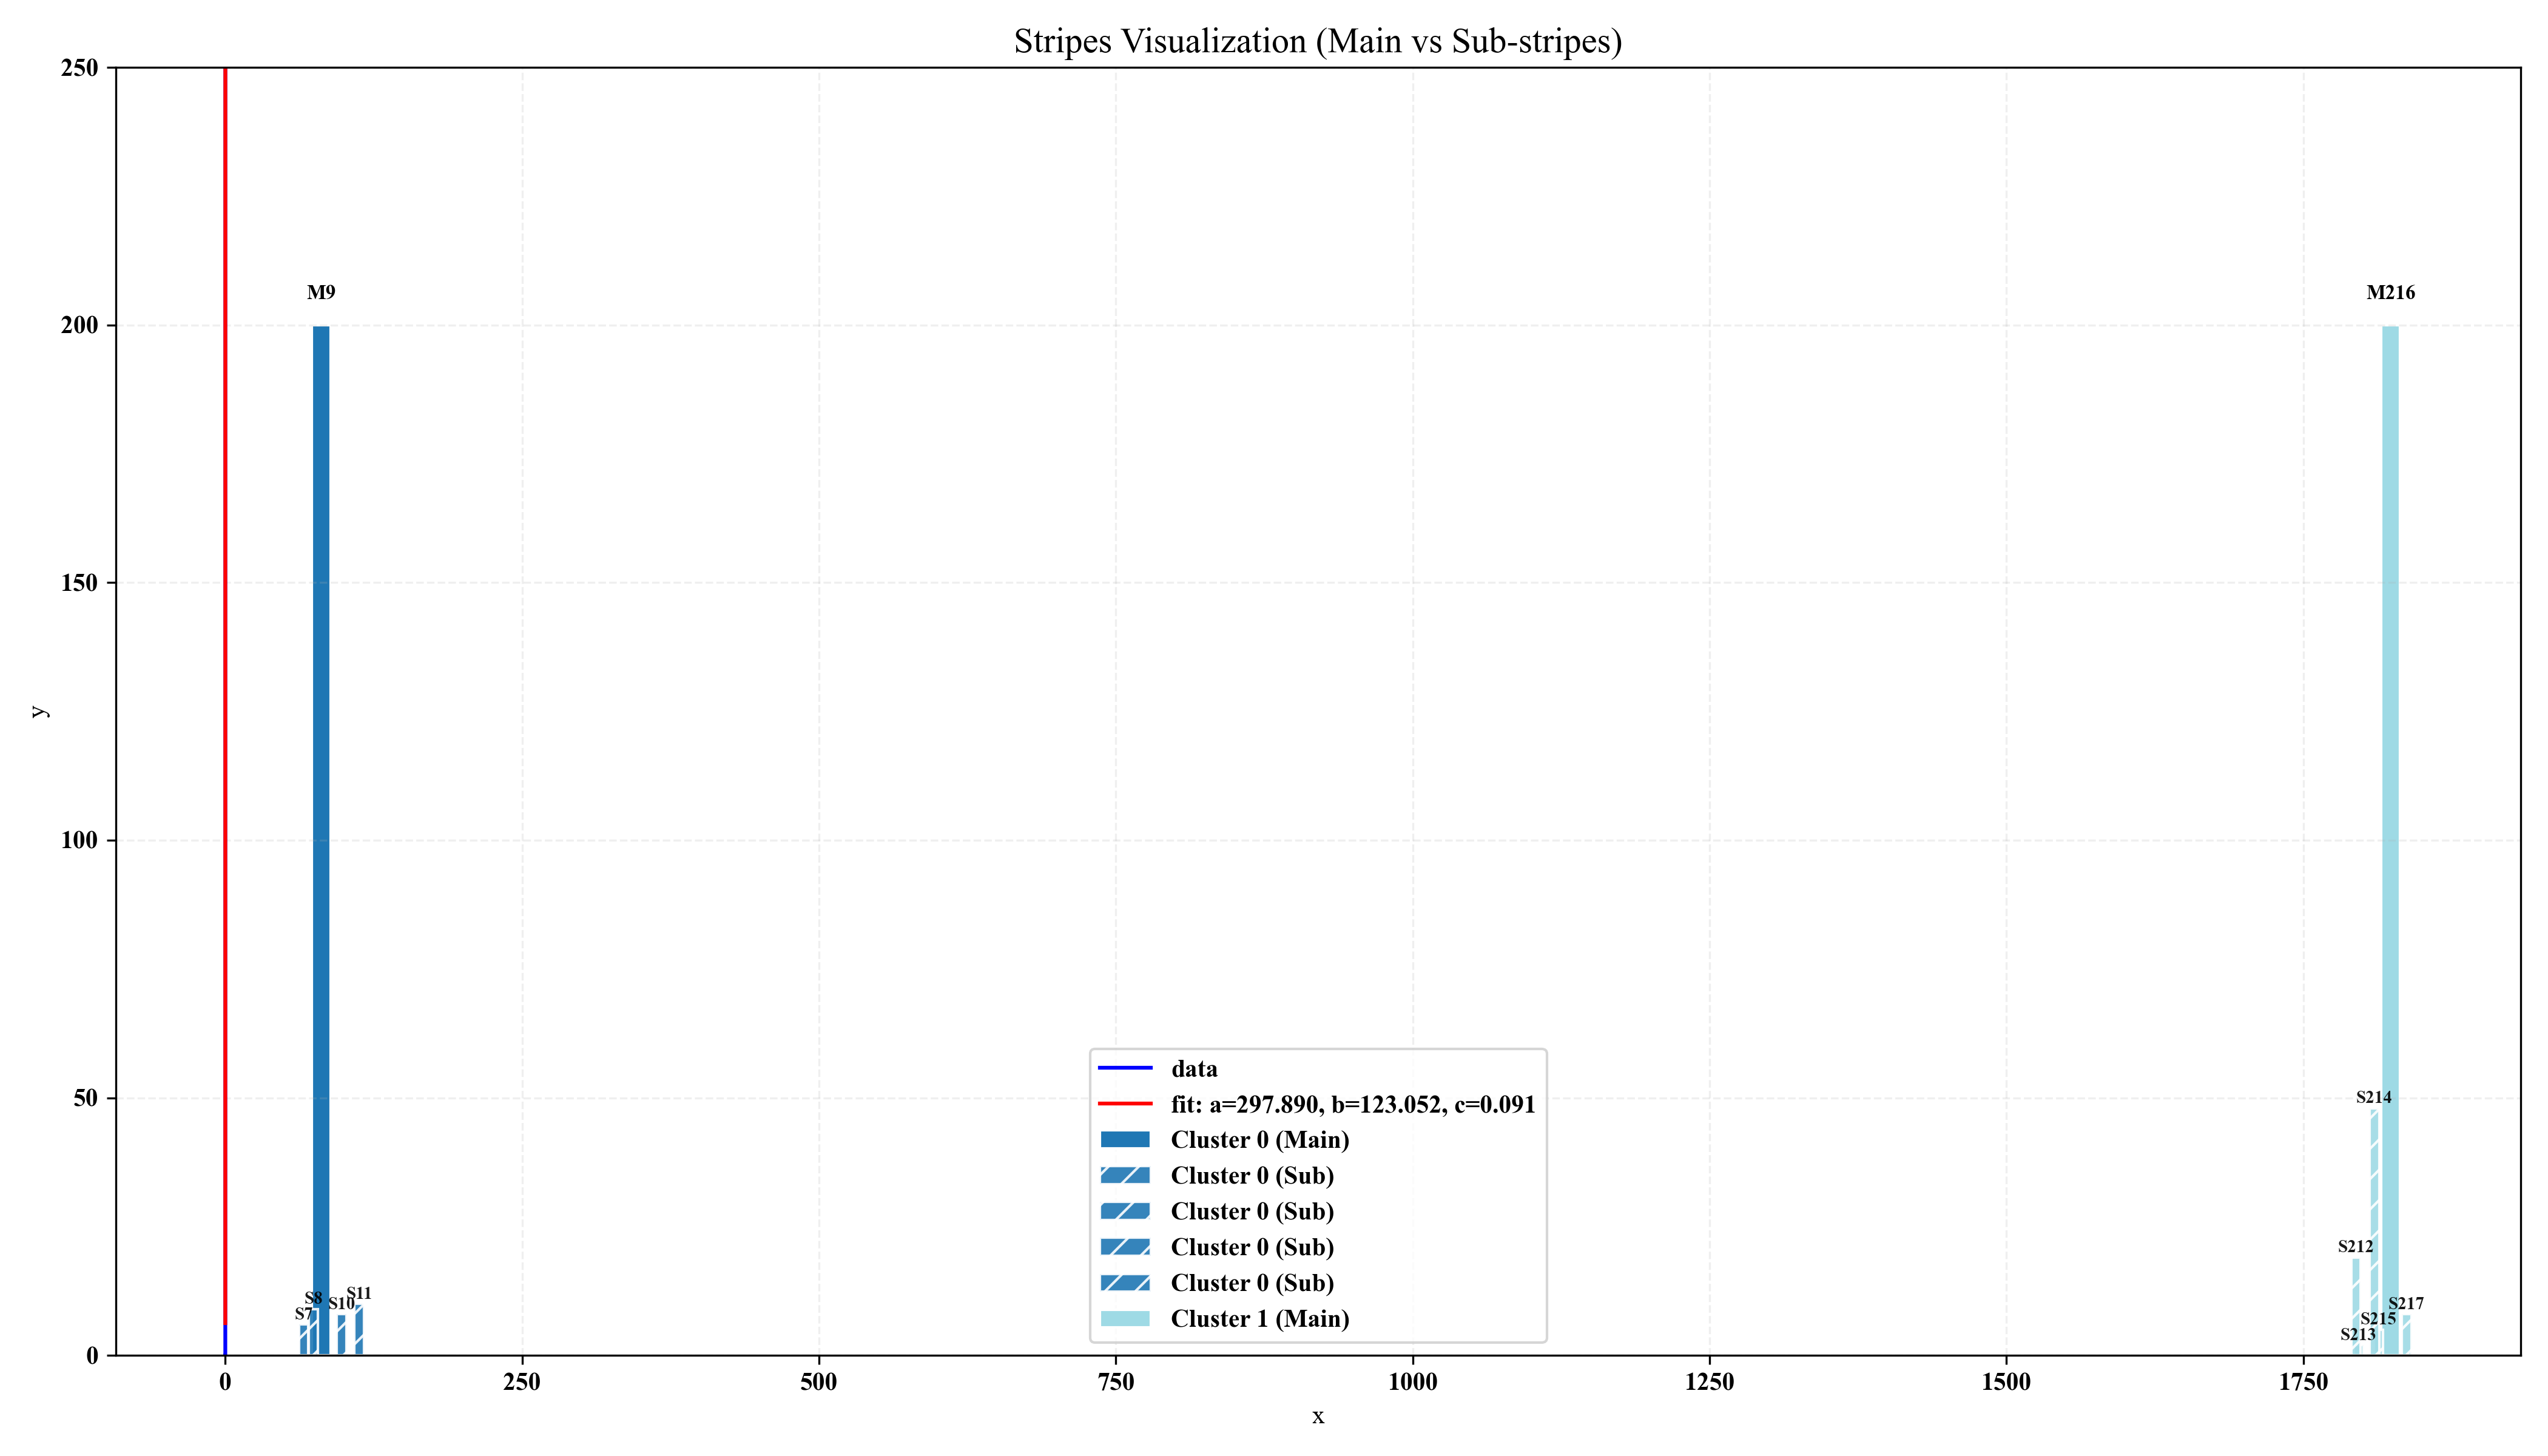 Stripes Visualization (Main vs Sub-stripes)
250
200
150
100
50
0
y
M9
M216
S7
S8
S10
S11
S214
S212
S217
S215
S213
data
fit: a=297.890, b=123.052, c=0.091
Cluster 0 (Main)
Cluster 0 (Sub)
Cluster 0 (Sub)
Cluster 0 (Sub)
Cluster 0 (Sub)
Cluster 1 (Main)
0 250 500 750 1000 1250 1500 1750
x